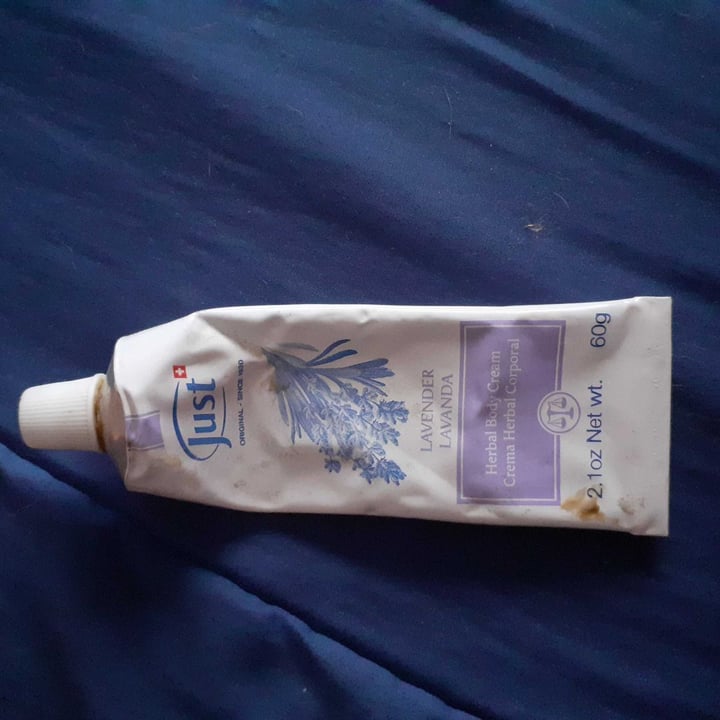 Just
ORIGINAL - SINCE 1930
LAVENDER
LAVANDA
Herbal Body Cream
Crema Herbal Corporal
2.1oz Net wt. 60g